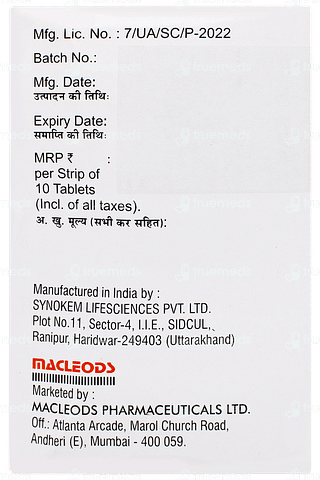 Mfg. Lic. No. : 7/UA/SC/P-2022
Batch No.:
Mfg. Date:
उत्पादन की तिथि:
Expiry Date:
समाप्ति की तिथि:
MRP ₹ :
per Strip of
10 Tablets
(Incl. of all taxes).
अ. खु. मूल्य (सभी कर सहित):
Manufactured in India by :
SYNOKEM LIFESCIENCES PVT. LTD.
Plot No.11, Sector-4, I.I.E., SIDCUL,
Ranipur, Haridwar-249403 (Uttarakhand)
MACLEODS
Marketed by :
MACLEODS PHARMACEUTICALS LTD.
Off.: Atlanta Arcade, Marol Church Road,
Andheri (E), Mumbai - 400 059.